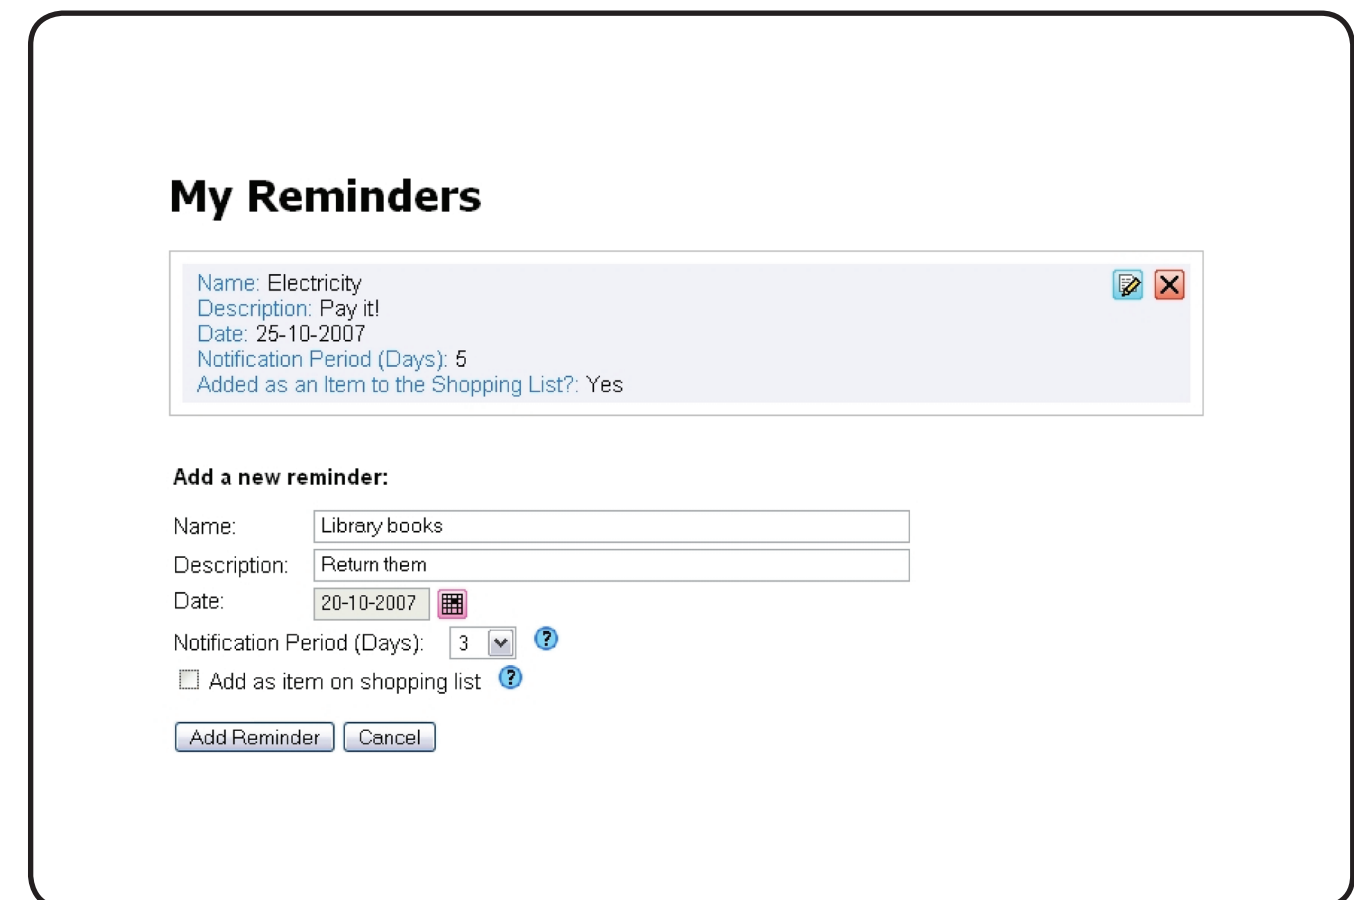 My Reminders
Name: Electricity
Description: Pay it!
Date: 25-10-2007
Notification Period (Days): 5
Added as an Item to the Shopping List?: Yes
Add a new reminder:
Name: Library books
Description: Return them
Date: 20-10-2007
Notification Period (Days): 3 ?
Add as item on shopping list ?
Add Reminder Cancel